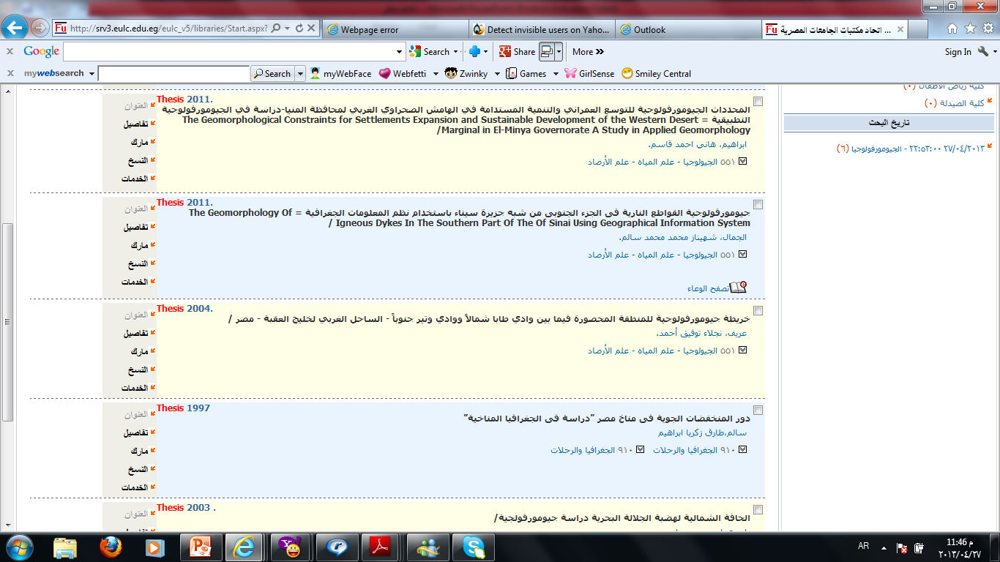 http://srv3.eulc.edu.eg/eulc_v5/libraries/Start.aspx?
Webpage error
Detect invisible users on Yaho...
Outlook
اتحاد مكتبات الجامعات المصرية ...
x Google Search Share More » Sign In
x mywebsearch Search myWebFace Webfetti Zwinky Games GirlSense Smiley Central
كلية رياض الأطفال (٠)
كلية الصيدلة (٠)
تاريخ البحث
٢٧/٠٤/٢٠١٣ ٢٢:٥٣:٠٠ - الجيومورفولوجيا (٦)
Thesis 2011.
المحددات الجيومورفولوجية للتوسع العمراني والتنمية المستدامة في الهامش الصحراوي الغربي لمحافظة المنيا-دراسة في الجيومورفولوجية
التطبيقية = The Geomorphological Constraints for Settlements Expansion and Sustainable Development of the Western Desert
Marginal in El-Minya Governorate A Study in Applied Geomorphology/
ابراهيم، هاني احمد قاسم.
٥٥١ الجيولوجيا - علم المياه - علم الأرصاد
العنوان
تفاصيل
مارك
النسخ
الخدمات
Thesis 2011.
جيومورفولوجية القواطع النارية في الجزء الجنوبي من شبه جزيرة سيناء باستخدام نظم المعلومات الجغرافية = The Geomorphology Of
Igneous Dykes In The Southern Part Of The Of Sinai Using Geographical Information System /
الجمال، شهيناز محمد محمد سالم.
٥٥١ الجيولوجيا - علم المياه - علم الأرصاد
تصفح الوعاء
العنوان
تفاصيل
مارك
النسخ
الخدمات
Thesis 2004.
خريطة جيومورفولوجية للمنطقة المحصورة فيما بين وادي طابا شمالاً ووادي وتير جنوباً - الساحل الغربي لخليج العقبة - مصر /
عريف، نجلاء توفيق أحمد.
٥٥١ الجيولوجيا - علم المياه - علم الأرصاد
العنوان
تفاصيل
مارك
النسخ
الخدمات
Thesis 1997
دور المنخفضات الجوية فى مناخ مصر "دراسة فى الجغرافيا المناخية"
سالم،طارق زكريا ابراهيم
٩١٠ الجغرافيا والرحلات ٩١٠ الجغرافيا والرحلات
العنوان
تفاصيل
مارك
النسخ
الخدمات
Thesis 2003 .
الحافة الشمالية لهضبة الجلالة البحرية دراسة جيومورفولجية/
العنوان
AR
11:46 م
٢٠١٣/٠٤/٢٧